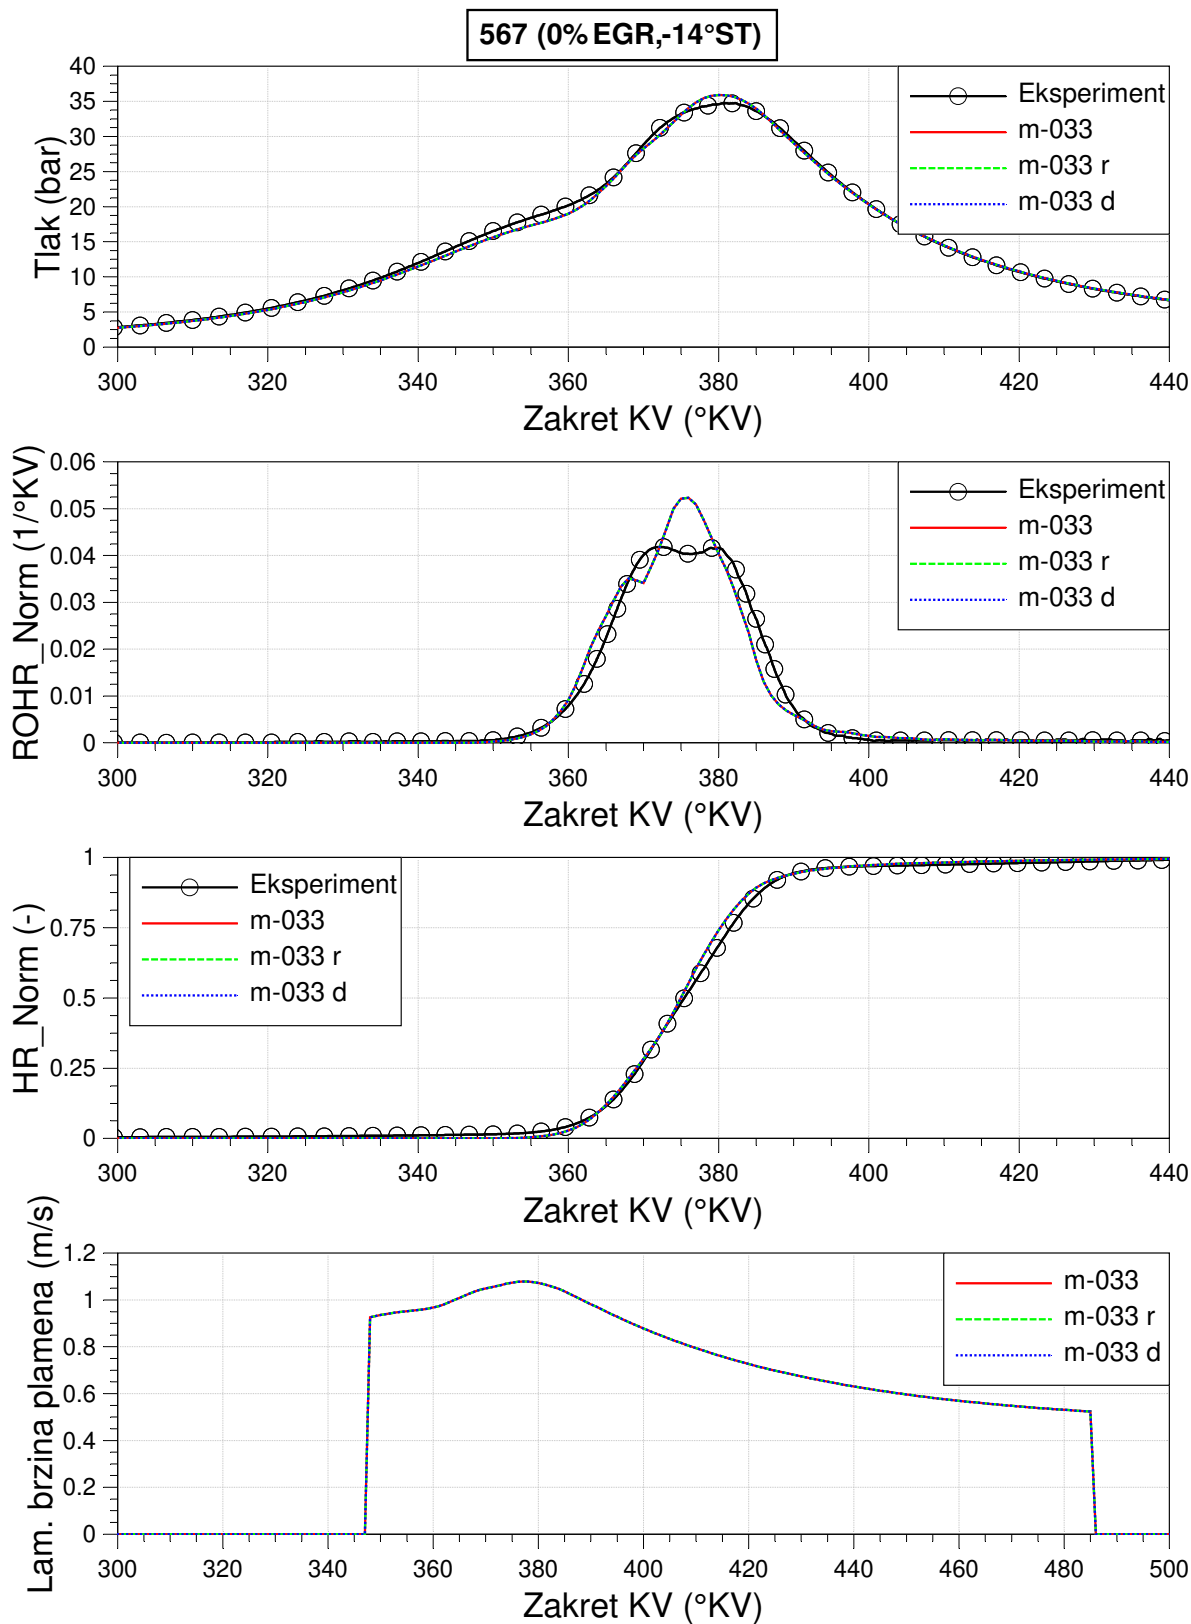 567 (0% EGR,-14°ST)
40
35
30
25
20
15
10
5
0
Tlak (bar)
Eksperiment
m-033
m-033 r
m-033 d
300 320 340 360 380 400 420 440
Zakret KV (°KV)
0.06
0.05
0.04
0.03
0.02
0.01
0
ROHR_Norm (1/°KV)
Eksperiment
m-033
m-033 r
m-033 d
300 320 340 360 380 400 420 440
Zakret KV (°KV)
1
0.75
0.5
0.25
0
HR_Norm (-)
Eksperiment
m-033
m-033 r
m-033 d
300 320 340 360 380 400 420 440
Zakret KV (°KV)
1.2
1
0.8
0.6
0.4
0.2
0
Lam. brzina plamena (m/s)
m-033
m-033 r
m-033 d
300 320 340 360 380 400 420 440 460 480 500
Zakret KV (°KV)